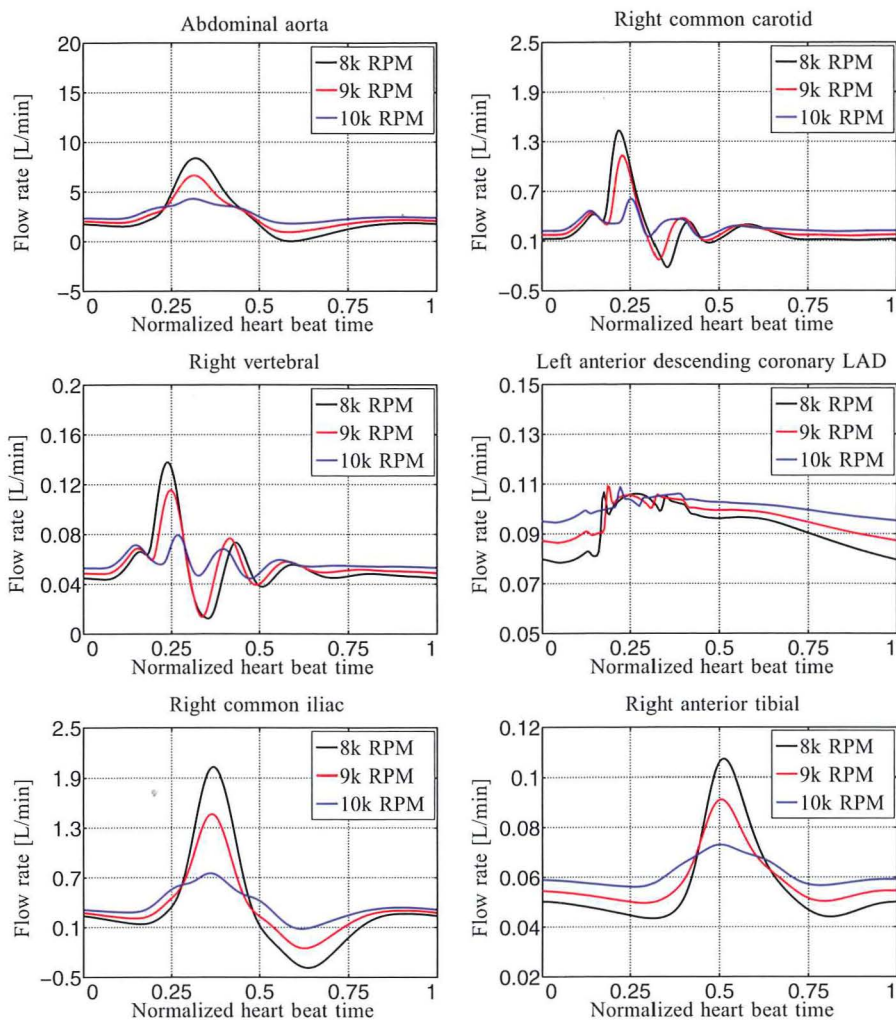 Abdominal aorta
20
15
10
5
0
−5
Flow rate [L/min]
8k RPM
9k RPM
10k RPM
0 0.25 0.5 0.75 1
Normalized heart beat time
Right common carotid
2.5
1.9
1.3
0.7
0.1
−0.5
Flow rate [L/min]
8k RPM
9k RPM
10k RPM
0 0.25 0.5 0.75 1
Normalized heart beat time
Right vertebral
0.2
0.16
0.12
0.08
0.04
0
Flow rate [L/min]
8k RPM
9k RPM
10k RPM
0 0.25 0.5 0.75 1
Normalized heart beat time
Left anterior descending coronary LAD
0.15
0.13
0.11
0.09
0.07
0.05
Flow rate [L/min]
8k RPM
9k RPM
10k RPM
0 0.25 0.5 0.75 1
Normalized heart beat time
Right common iliac
2.5
1.9
1.3
0.7
0.1
−0.5
Flow rate [L/min]
8k RPM
9k RPM
10k RPM
0 0.25 0.5 0.75 1
Normalized heart beat time
Right anterior tibial
0.12
0.1
0.08
0.06
0.04
0.02
Flow rate [L/min]
8k RPM
9k RPM
10k RPM
0 0.25 0.5 0.75 1
Normalized heart beat time